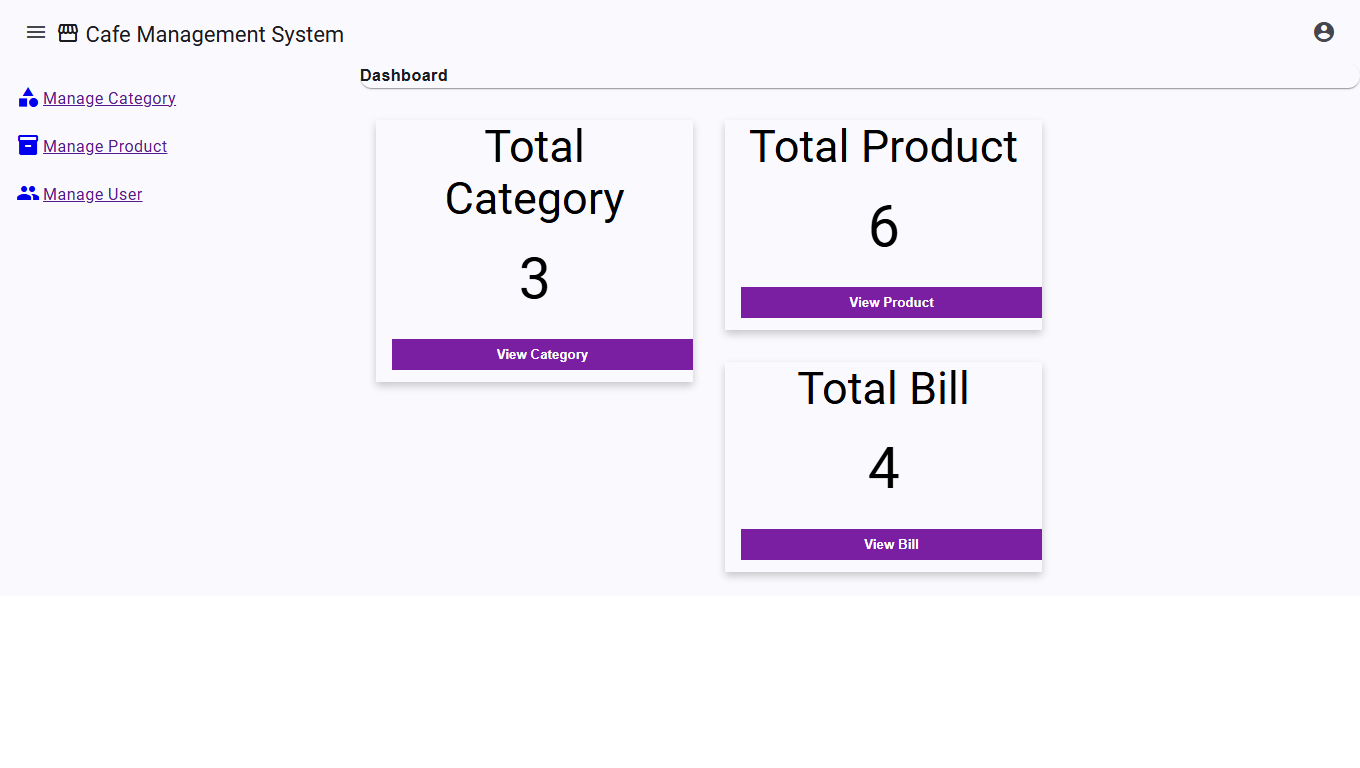 Cafe Management System
Manage Category
Manage Product
Manage User
Dashboard
Total
Category
3
View Category
Total Product
6
View Product
Total Bill
4
View Bill